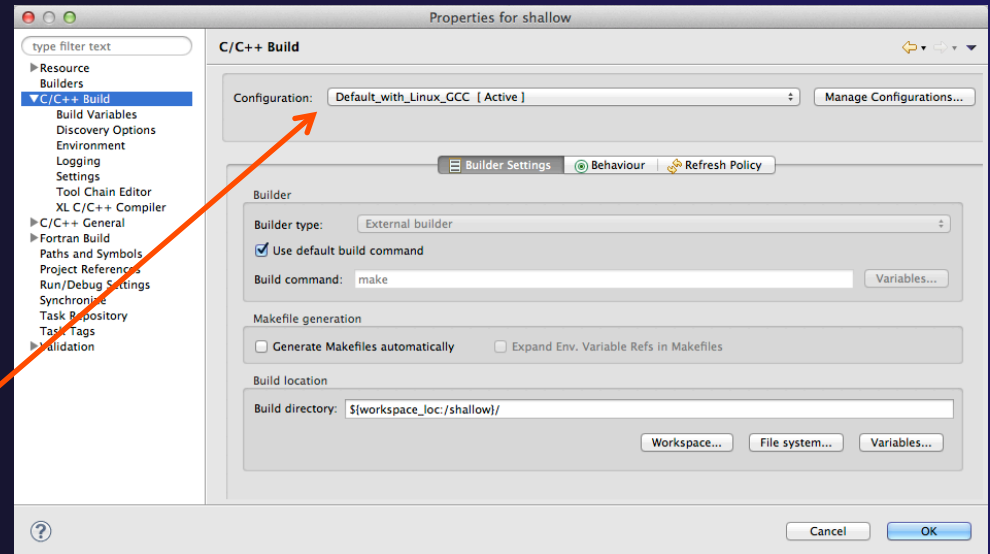 Properties for shallow
type filter text
Resource
Builders
C/C++ Build
Build Variables
Discovery Options
Environment
Logging
Settings
Tool Chain Editor
XL C/C++ Compiler
C/C++ General
Fortran Build
Paths and Symbols
Project References
Run/Debug Settings
Synchronize
Task Repository
Task Tags
Validation
C/C++ Build
Configuration: Default_with_Linux_GCC [ Active ] Manage Configurations...
Builder Settings Behaviour Refresh Policy
Builder
Builder type: External builder
Use default build command
Build command: make Variables...
Makefile generation
Generate Makefiles automatically Expand Env. Variable Refs in Makefiles
Build location
Build directory: ${workspace_loc:/shallow}/
Workspace... File system... Variables...
? Cancel OK